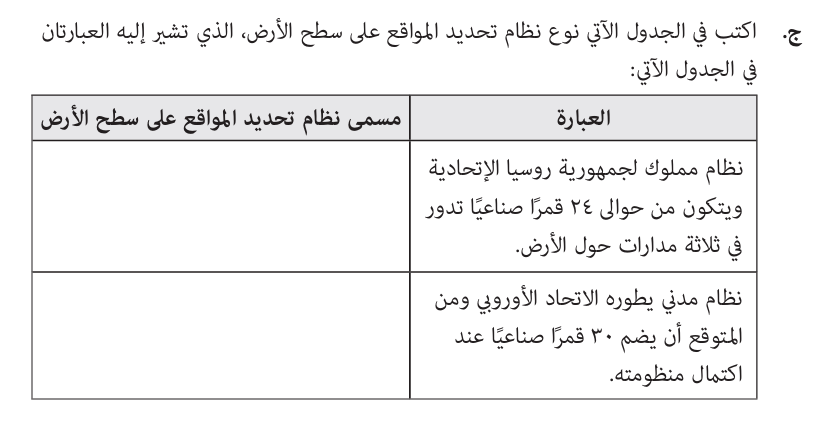 ج. اكتب في الجدول الآتي نوع نظام تحديد المواقع على سطح الأرض، الذي تشير إليه العبارتان
في الجدول الآتي:
العبارة
مسمى نظام تحديد المواقع على سطح الأرض
نظام مملوك لجمهورية روسيا الإتحادية
ويتكون من حوالى ٢٤ قمرًا صناعيًا تدور
في ثلاثة مدارات حول الأرض.
نظام مدني يطوره الاتحاد الأوروبي ومن
المتوقع أن يضم ٣٠ قمرًا صناعيًا عند
اكتمال منظومته.